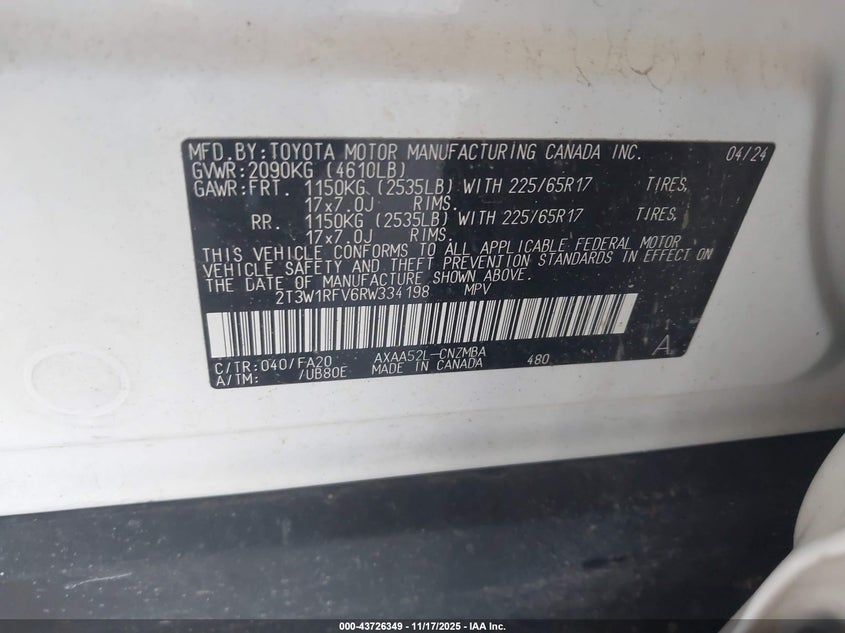 MFD.BY:TOYOTA MOTOR MANUFACTURING CANADA INC. 04/24
GVWR:2090KG (4610LB)
GAWR:FRT. 1150KG (2535LB) WITH 225/65R17 TIRES,
17x7.0J RIMS.
RR. 1150KG (2535LB) WITH 225/65R17 TIRES,
17x7.0J RIMS.
THIS VEHICLE CONFORMS TO ALL APPLICABLE FEDERAL MOTOR
VEHICLE SAFETY AND THEFT PREVENTION STANDARDS IN EFFECT ON
THE DATE OF MANUFACTURE SHOWN ABOVE.
2T3W1RFV6RW334198 MPV
C/TR:040/FA20 AXAA52L-CNZMBA 480 A
A/TM: /UB80E MADE IN CANADA
000-43726349 - 11/17/2025 - IAA Inc.